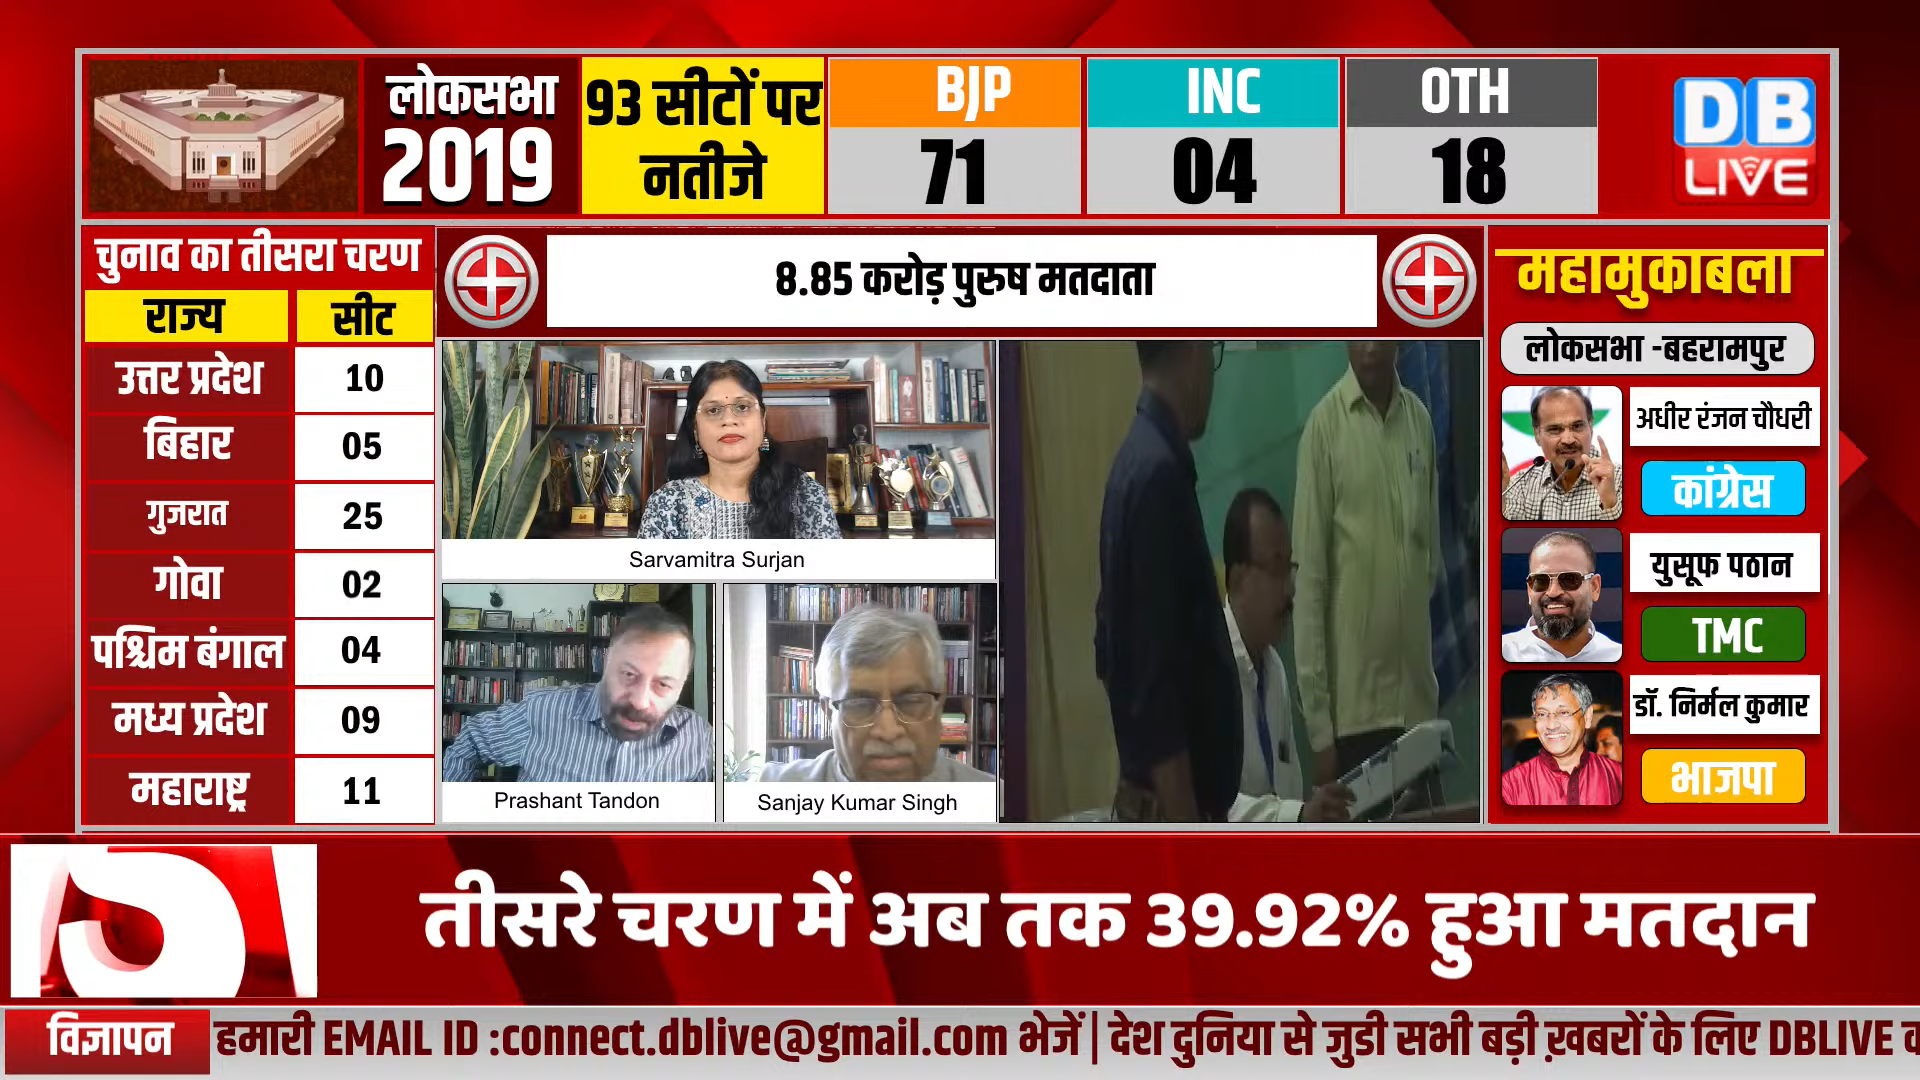 लोकसभा
2019
93 सीटों पर
नतीजे
BJP
71
INC
04
OTH
18
DB
LIVE
चुनाव का तीसरा चरण
राज्य सीट
उत्तर प्रदेश 10
बिहार 05
गुजरात 25
गोवा 02
पश्चिम बंगाल 04
मध्य प्रदेश 09
महाराष्ट्र 11
8.85 करोड़ पुरुष मतदाता
Sarvamitra Surjan
Prashant Tandon
Sanjay Kumar Singh
महामुकाबला
लोकसभा -बहरामपुर
अधीर रंजन चौधरी
कांग्रेस
युसूफ पठान
TMC
डॉ. निर्मल कुमार
भाजपा
तीसरे चरण में अब तक 39.92% हुआ मतदान
विज्ञापन
हमारी EMAIL ID :connect.dblive@gmail.com भेजें | देश दुनिया से जुडी सभी बड़ी ख़बरों के लिए DBLIVE